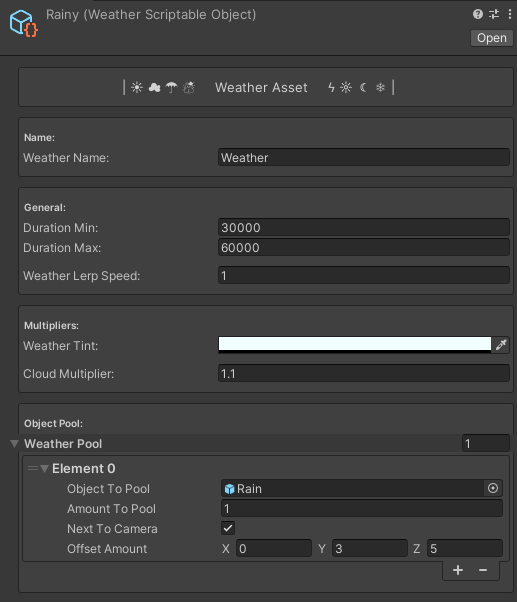 Rainy (Weather Scriptable Object)
Open
| ☀ ☁ ☂ ☃ Weather Asset ϟ ☼ ☾ ❄ |
Name:
Weather Name: Weather
General:
Duration Min: 30000
Duration Max: 60000
Weather Lerp Speed: 1
Multipliers:
Weather Tint:
Cloud Multiplier: 1.1
Object Pool:
Weather Pool 1
Element 0
Object To Pool Rain
Amount To Pool 1
Next To Camera
Offset Amount X 0 Y 3 Z 5